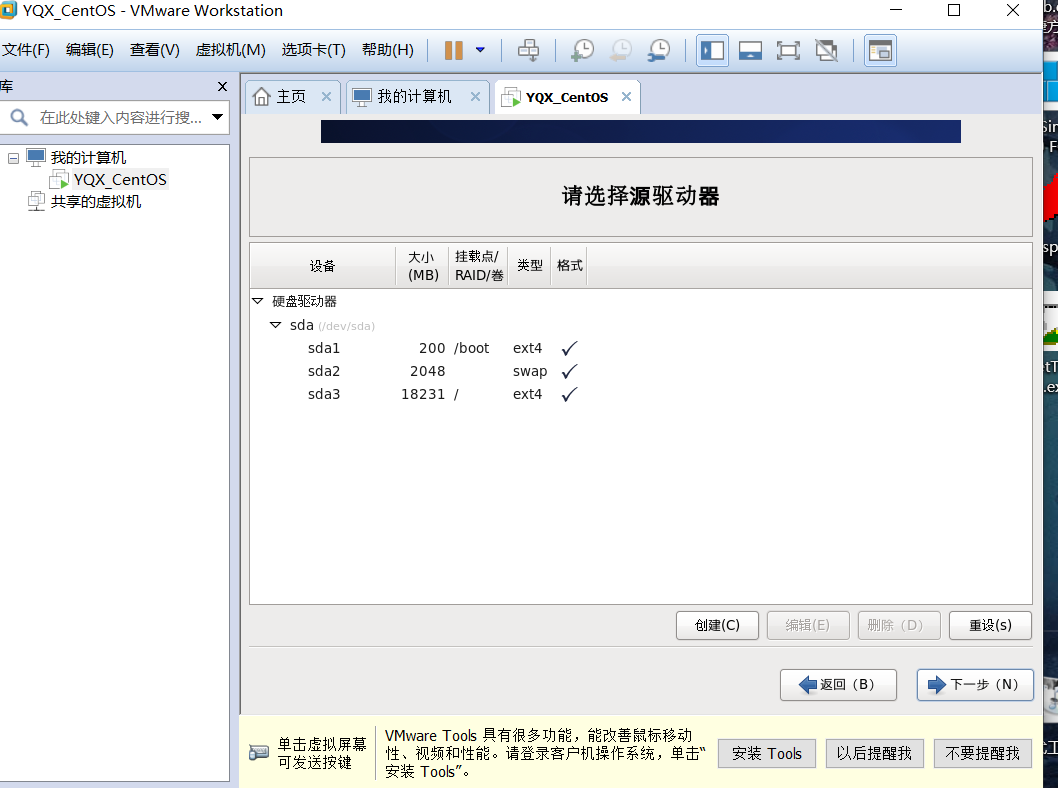 YQX_CentOS - VMware Workstation
文件(F) 编辑(E) 查看(V) 虚拟机(M) 选项卡(T) 帮助(H)
库
在此处键入内容进行搜...
我的计算机
YQX_CentOS
共享的虚拟机
主页 我的计算机 YQX_CentOS
请选择源驱动器
设备 大小 (MB) 挂载点/ RAID/卷 类型 格式
硬盘驱动器
sda (/dev/sda)
sda1 200 /boot ext4 ✓
sda2 2048 swap ✓
sda3 18231 / ext4 ✓
创建(C) 编辑(E) 删除（D） 重设(s)
返回（B） 下一步（N）
单击虚拟屏幕
可发送按键
VMware Tools 具有很多功能，能改善鼠标移动
性、视频和性能。请登录客户机操作系统，单击“
安装 Tools”。
安装 Tools 以后提醒我 不要提醒我